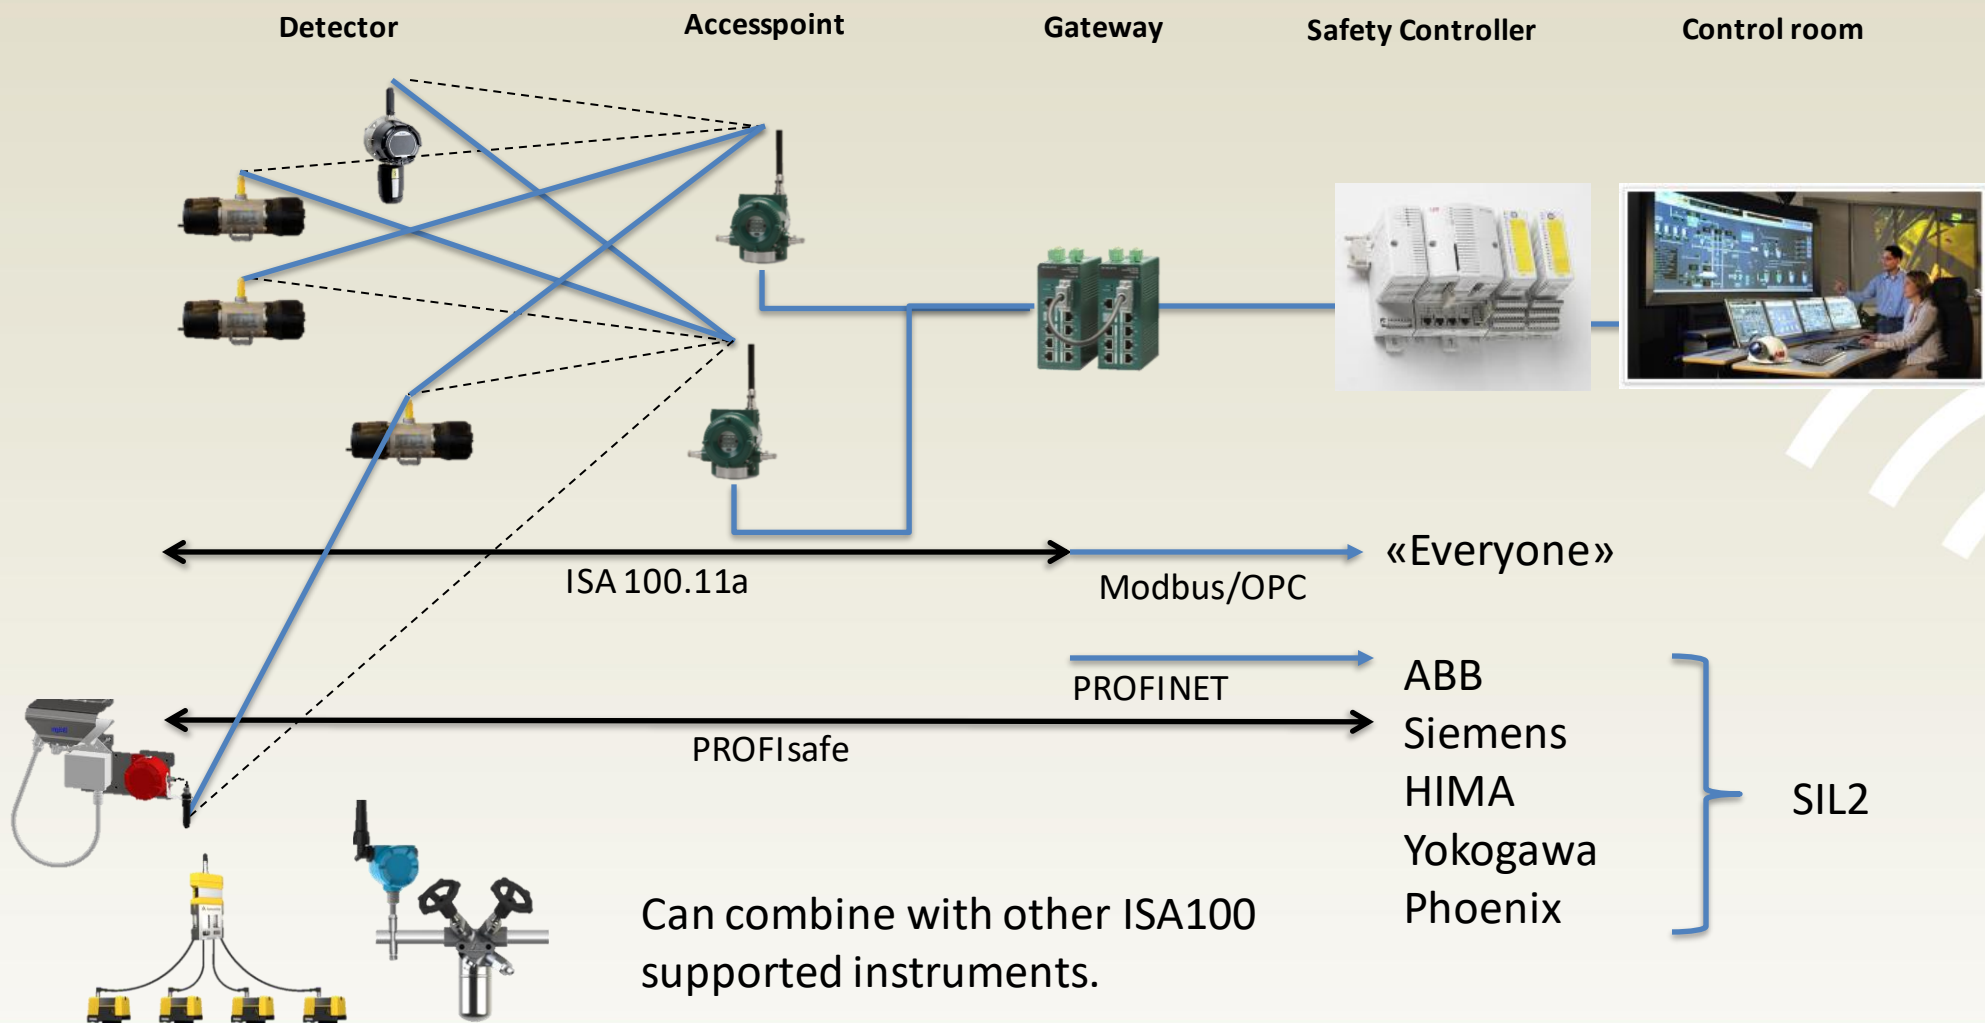 Detector
Accesspoint
Gateway
Safety Controller
Control room
ISA 100.11a
Modbus/OPC
«Everyone»
PROFINET
PROFIsafe
ABB
Siemens
HIMA
Yokogawa
Phoenix
SIL2
Can combine with other ISA100
supported instruments.